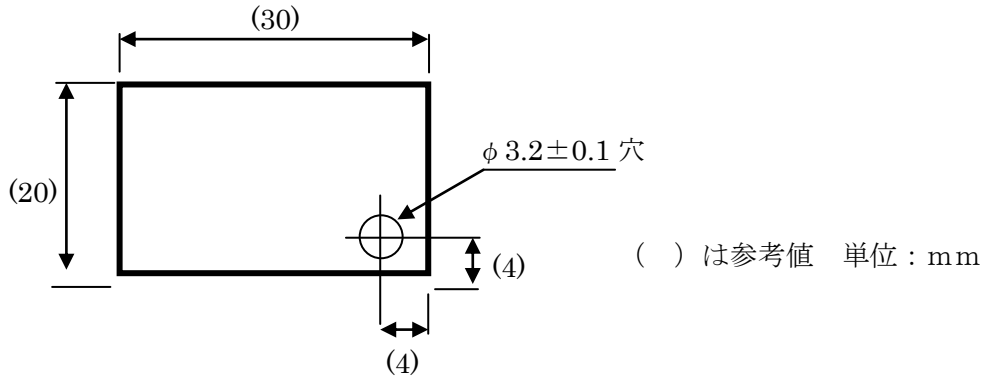 (30)
φ3.2±0.1 穴
(20)
(4)
(　)は参考値　単位：mm
(4)